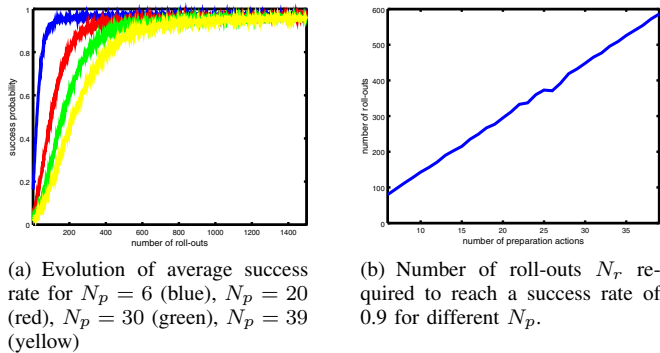 1
0.8
0.6
0.4
0.2
0
success probability
200 400 600 800 1000 1200 1400
number of roll-outs
600
500
400
300
200
100
0
number of roll-outs
10 15 20 25 30 35
number of preparation actions
(a) Evolution of average success
rate for N_p = 6 (blue), N_p = 20
(red), N_p = 30 (green), N_p = 39
(yellow)
(b) Number of roll-outs N_r re-
quired to reach a success rate of
0.9 for different N_p.